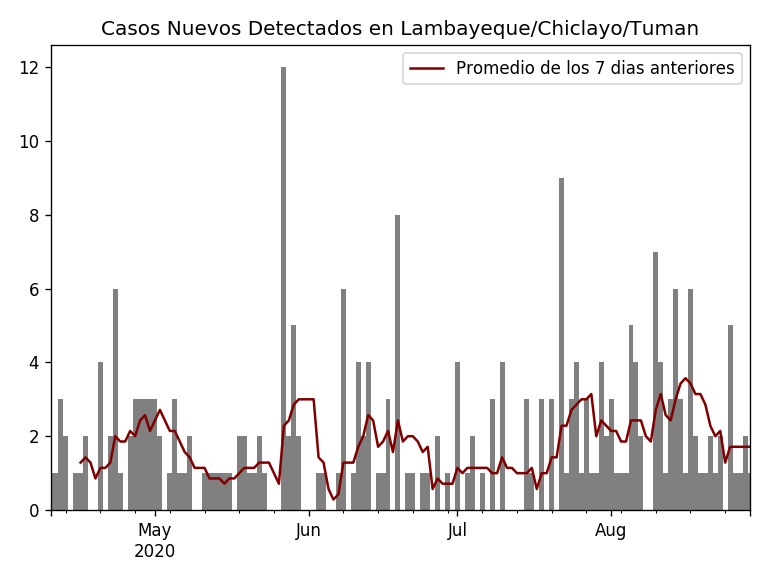 Casos Nuevos Detectados en Lambayeque/Chiclayo/Tuman
Promedio de los 7 dias anteriores
12
10
8
6
4
2
0
May
2020
Jun
Jul
Aug